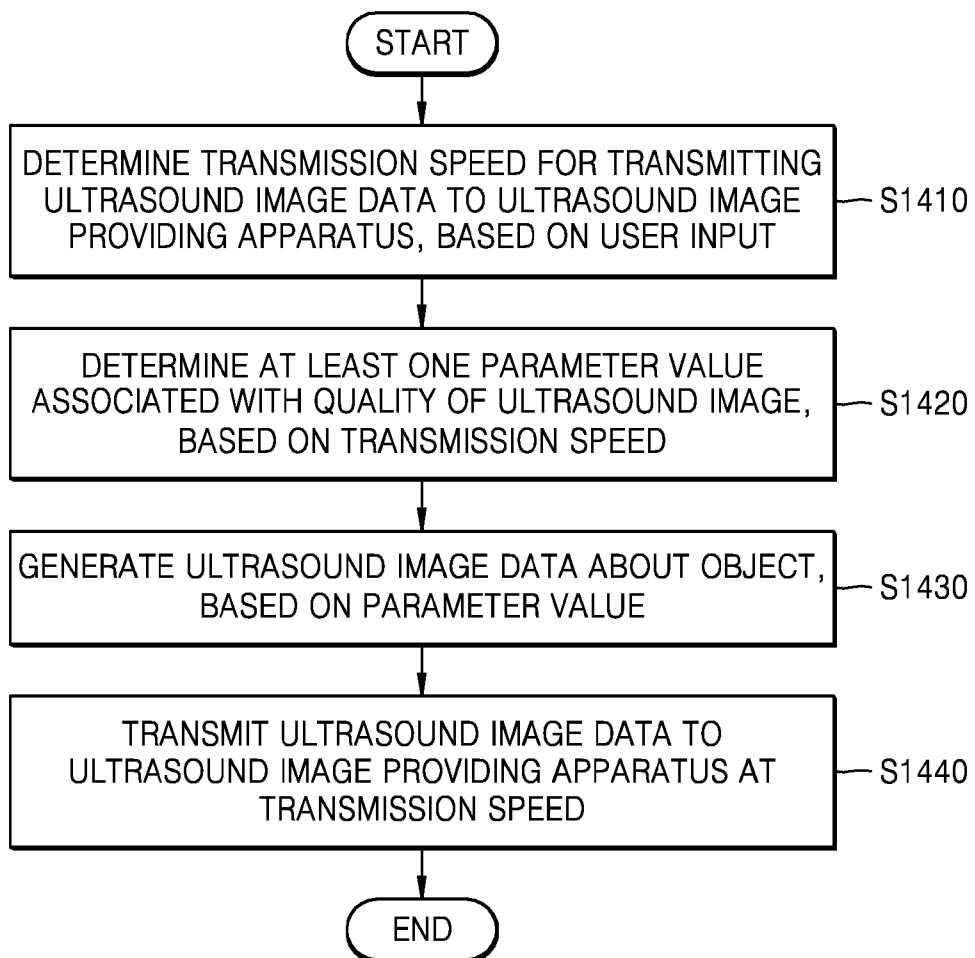 START
DETERMINE TRANSMISSION SPEED FOR TRANSMITTING
ULTRASOUND IMAGE DATA TO ULTRASOUND IMAGE
PROVIDING APPARATUS, BASED ON USER INPUT
S1410
DETERMINE AT LEAST ONE PARAMETER VALUE
ASSOCIATED WITH QUALITY OF ULTRASOUND IMAGE,
BASED ON TRANSMISSION SPEED
S1420
GENERATE ULTRASOUND IMAGE DATA ABOUT OBJECT,
BASED ON PARAMETER VALUE
S1430
TRANSMIT ULTRASOUND IMAGE DATA TO
ULTRASOUND IMAGE PROVIDING APPARATUS AT
TRANSMISSION SPEED
S1440
END